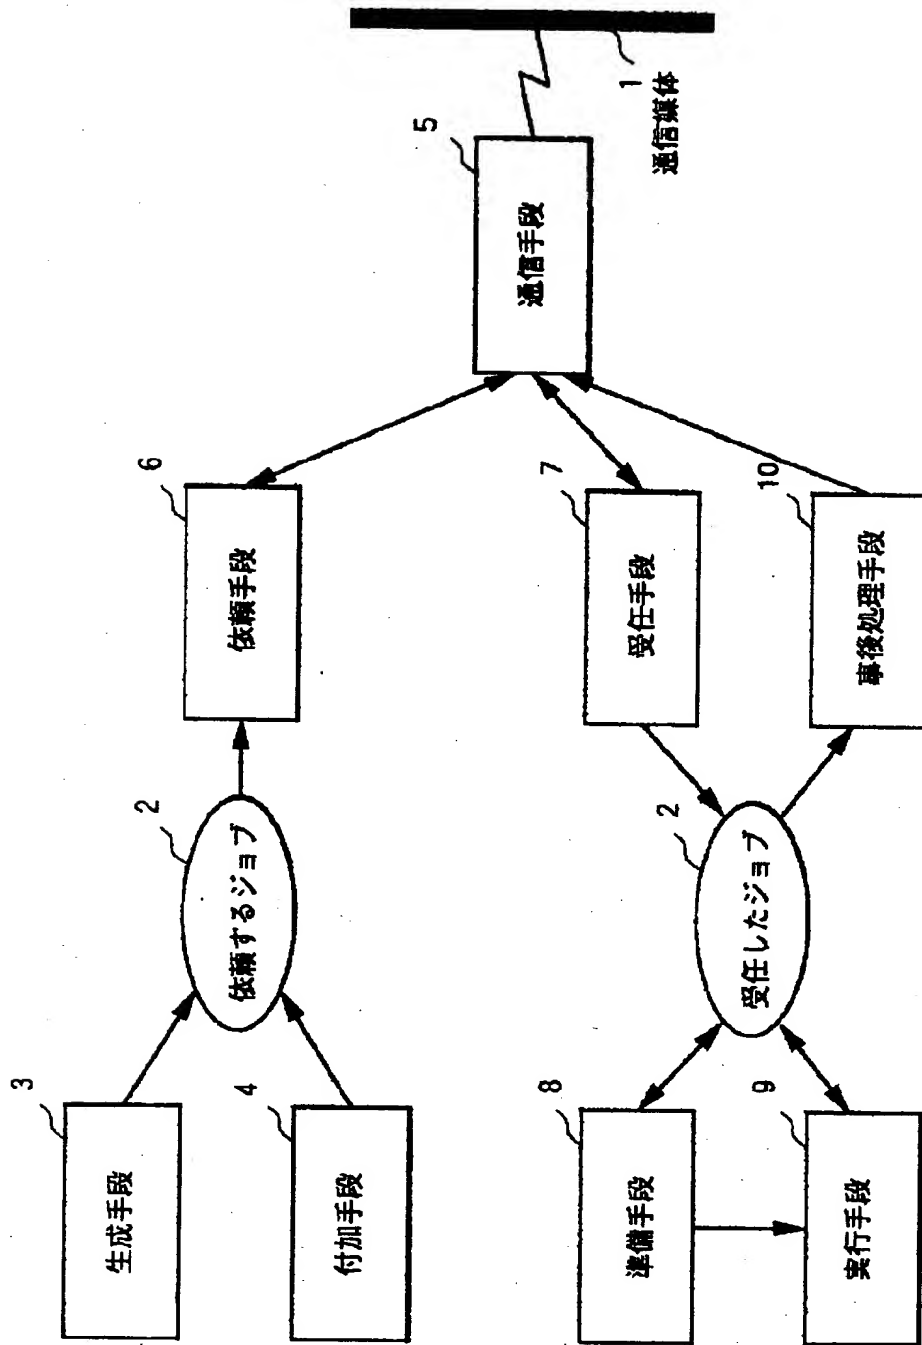 3
生成手段
4
付加手段
2
依頼するジョブ
6
依頼手段
5
通信手段
1
通信媒体
8
準備手段
9
実行手段
2
受任したジョブ
7
受任手段
10
事後処理手段